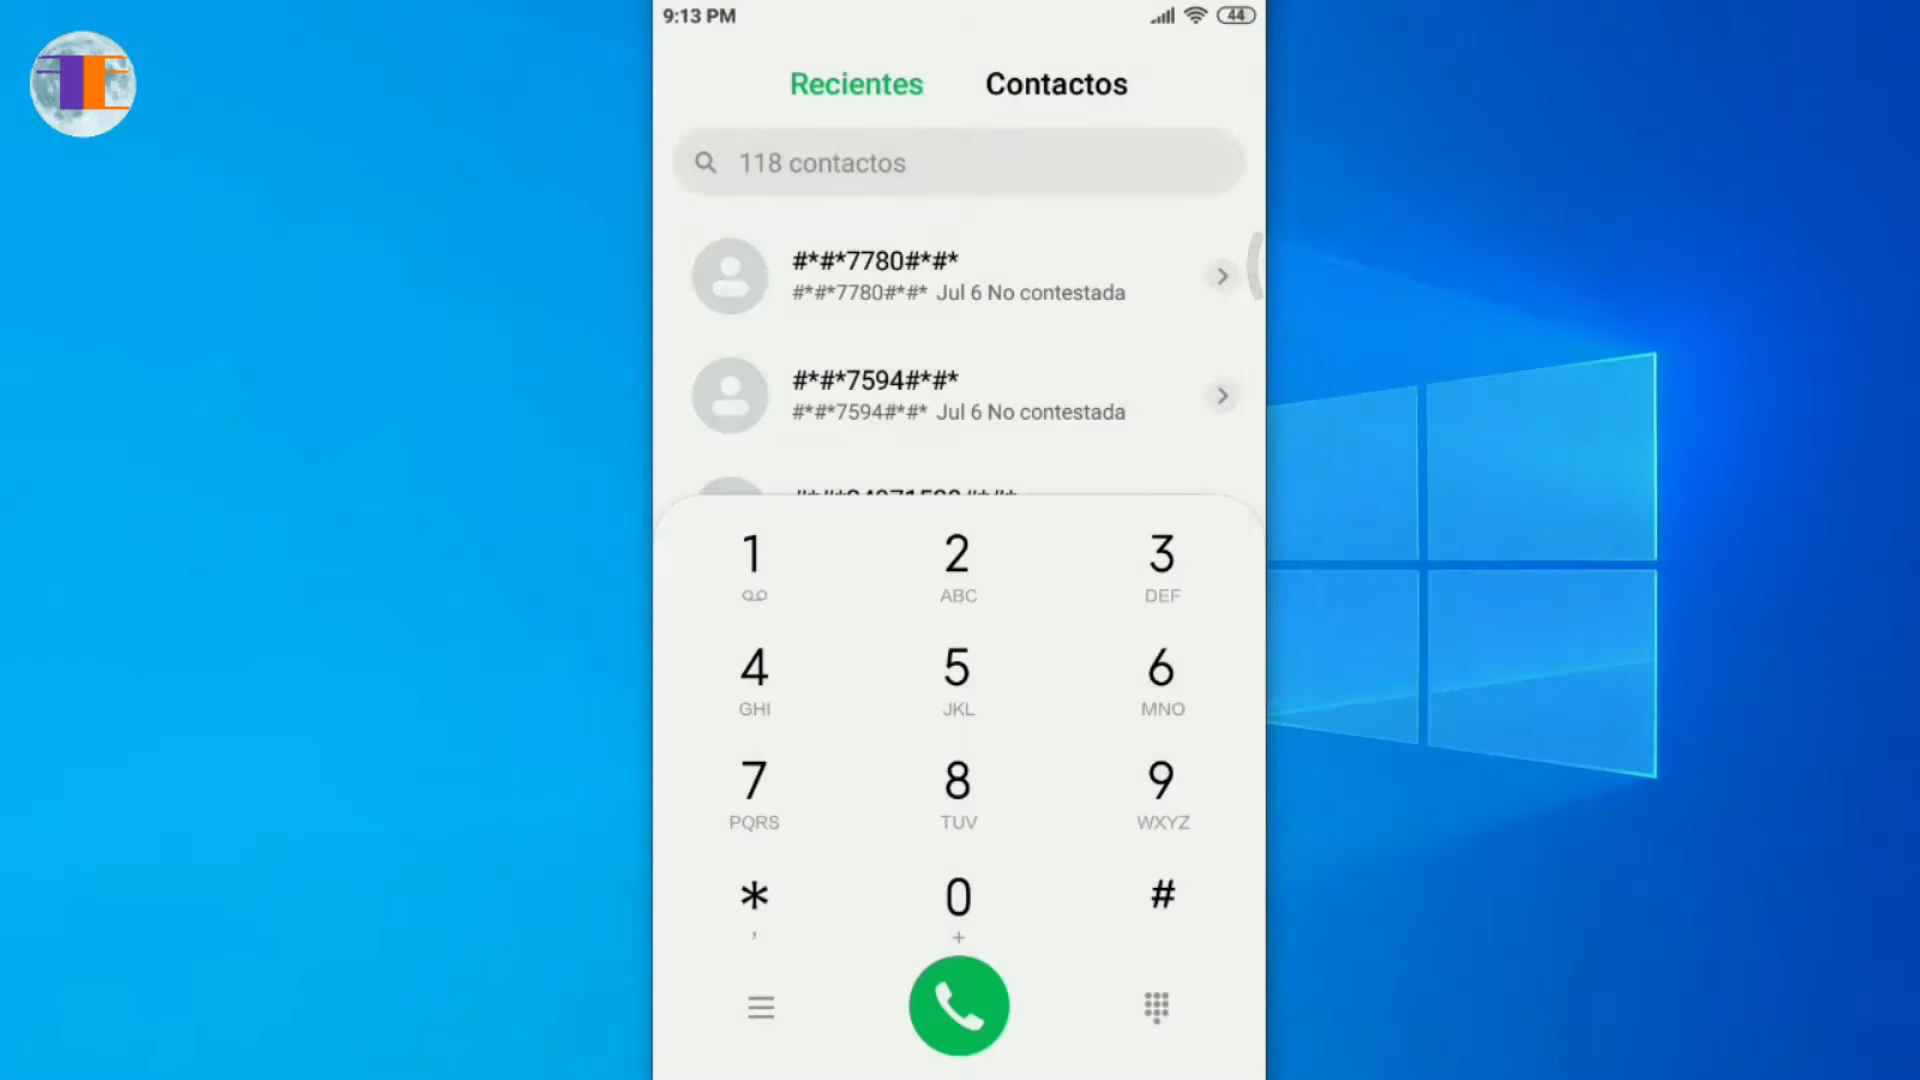 9:13 PM
44
Recientes
Contactos
118 contactos
#*#*7780#*#*
#*#*7780#*#* Jul 6 No contestada
#*#*7594#*#*
#*#*7594#*#* Jul 6 No contestada
1
2
ABC
3
DEF
4
GHI
5
JKL
6
MNO
7
PQRS
8
TUV
9
WXYZ
*
,
0
+
#